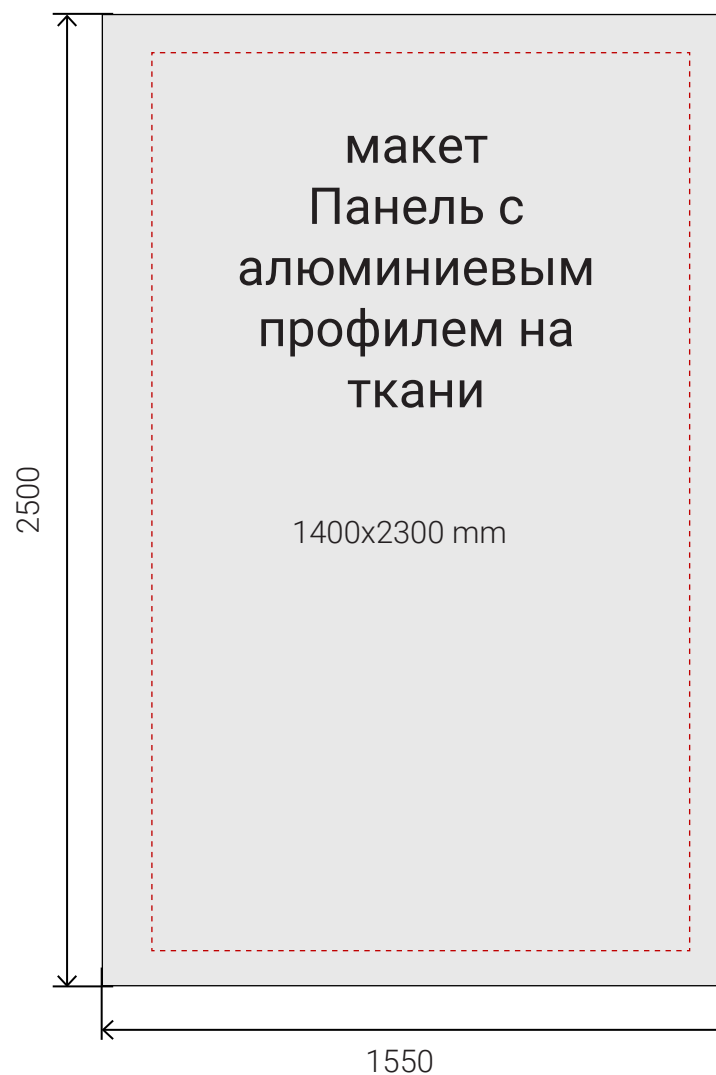 макет
Панель с
алюминиевым
профилем на
ткани
2500
1400x2300 mm
1550